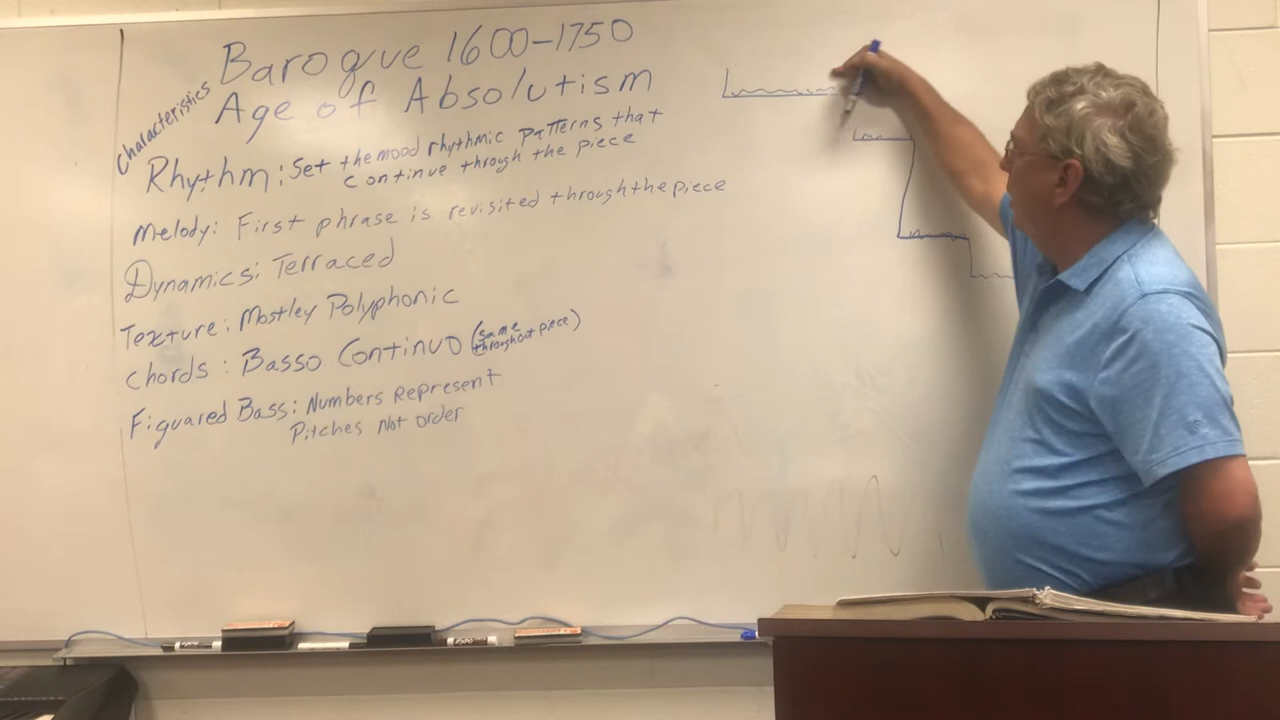 Baroque 1600-1750
Age of Absolutism
Characteristics
Rhythm: Set the mood rhythmic patterns that
continue through the piece
Melody: First phrase is revisited through the piece
Dynamics: Terraced
Texture: Mostley Polyphonic
Chords: Basso Continuo (same
throughout piece)
Figuared Bass: Numbers Represent
Pitches Not order
EXPO